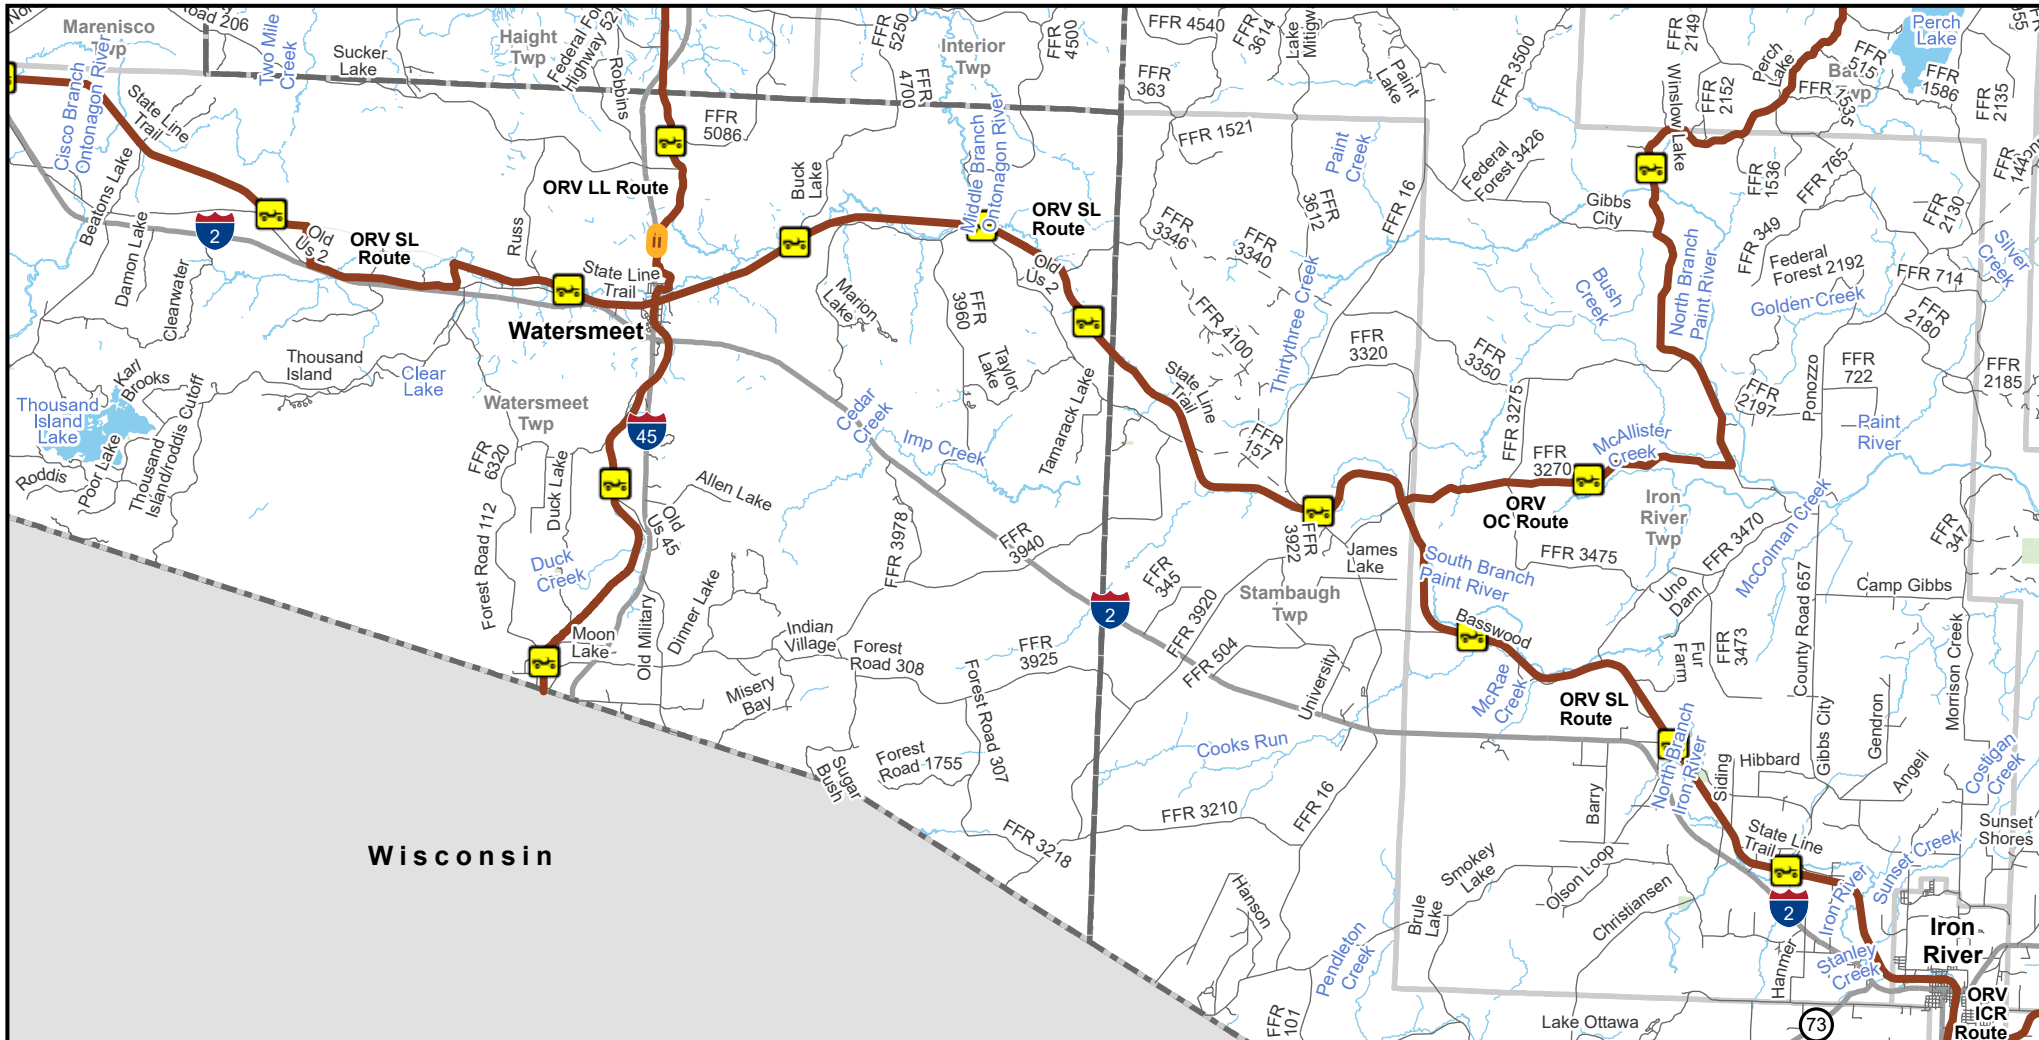 Marenisco
Twp
Road 206
Two Mile
Creek
Sucker
Lake
Haight
Twp
Robbins
FFR
5250
FFR
4700
Interior
Twp
FFR
4500
FFR 4540
FFR
3614
Lake
FFR
363
Paint
Lake
FFR 3500
FFR
2149
Winslow Lake
FFR
2152
Perch
Lake
FFR
515
Perch
Lake
FFR
1586
FFR 1535
FFR
2135
Cisco Branch
Ontonagon River
State Line
Trail
Beatons Lake
FFR
5086
ORV LL Route
Buck
Lake
Middle Branch
Ontonagon River
ORV SL
Route
FFR 1521
Paint
Creek
FFR
3612
FFR 16
Federal
Forest 3426
Gibbs
City
FFR
1536
FFR 765
FFR
2130
Silver
Creek
2
Old
Us 2
ORV SL
Route
Russ
ii
State Line
Trail
Watersmeet
Damon Lake
Clearwater
Marion
Lake
FFR
3960
Old
Us 2
FFR
3346
FFR
3340
FFR 4100
Thirtythree Creek
Bush
Creek
North Branch
Paint River
FFR 349
Federal
Forest 2192
Golden Creek
FFR 714
FFR
2180
Karl
Brooks
Thousand
Island
Clear
Lake
Thousand
Island
Lake
Poor Lake
Roddis
Thousand
Island/roddis Cutoff
Watersmeet
Twp
45
Cedar
Creek
Imp Creek
Taylor
Lake
Tamarack Lake
State Line
Trail
FFR
157
FFR
3320
FFR
3350
FFR 3275
FFR
3270
McAllister
Creek
FFR
2197
Ponozzo
FFR
722
FFR
2185
Paint
River
FFR
6320
Duck Lake
Forest Road 112
Allen Lake
Old
Us 45
FFR 3978
FFR
3940
FFR
3922
James
Lake
ORV
OC Route
Iron
River
Twp
FFR 3475
FFR 3470
McColman Creek
FFR
347
Duck
Creek
Moon
Lake
Old Military
Dinner Lake
Indian
Village
Forest
Road 308
FFR
3925
2
FFR
345
FFR 3920
FFR 504
Stambaugh
Twp
University
South Branch
Paint River
Basswood
McRae
Creek
Uno
Dam
Fur
Farm
FFR
3473
County Road 657
Camp Gibbs
Morrison Creek
Misery
Bay
Sugar
Bush
Forest
Road 1755
Forest Road 307
FFR 3218
Cooks Run
FFR 3210
FFR 16
ORV SL
Route
North Branch
Iron River
Siding
Hibbard
Gibbs City
Gendron
Angeli
Costigan
Creek
Barry
Wisconsin
Hanson
Smokey
Lake
Brule
Lake
Olson Loop
Christiansen
State Line
Trail
2
Iron River
Sunset Creek
Sunset
Shores
Pendleton
Creek
Hanmer
Stanley
Creek
Iron
River
FFR
101
Lake Ottawa
73
ORV
ICR
Route